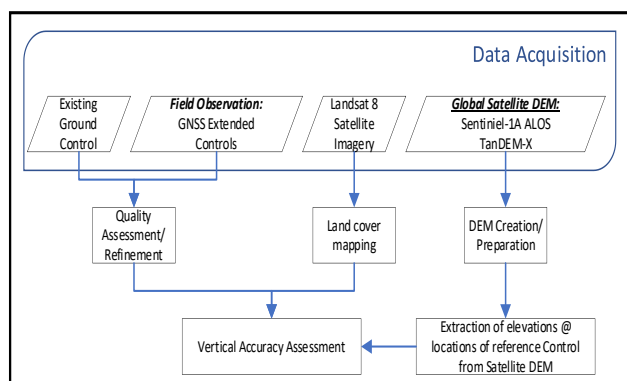 Data Acquisition
Existing
Ground
Control
Field Observation:
GNSS Extended
Controls
Landsat 8
Satellite
Imagery
Global Satellite DEM:
Sentiniel-1A ALOS
TanDEM-X
Quality
Assessment/
Refinement
Land cover
mapping
DEM Creation/
Preparation
Vertical Accuracy Assessment
Extraction of elevations @
locations of reference Control
from Satellite DEM